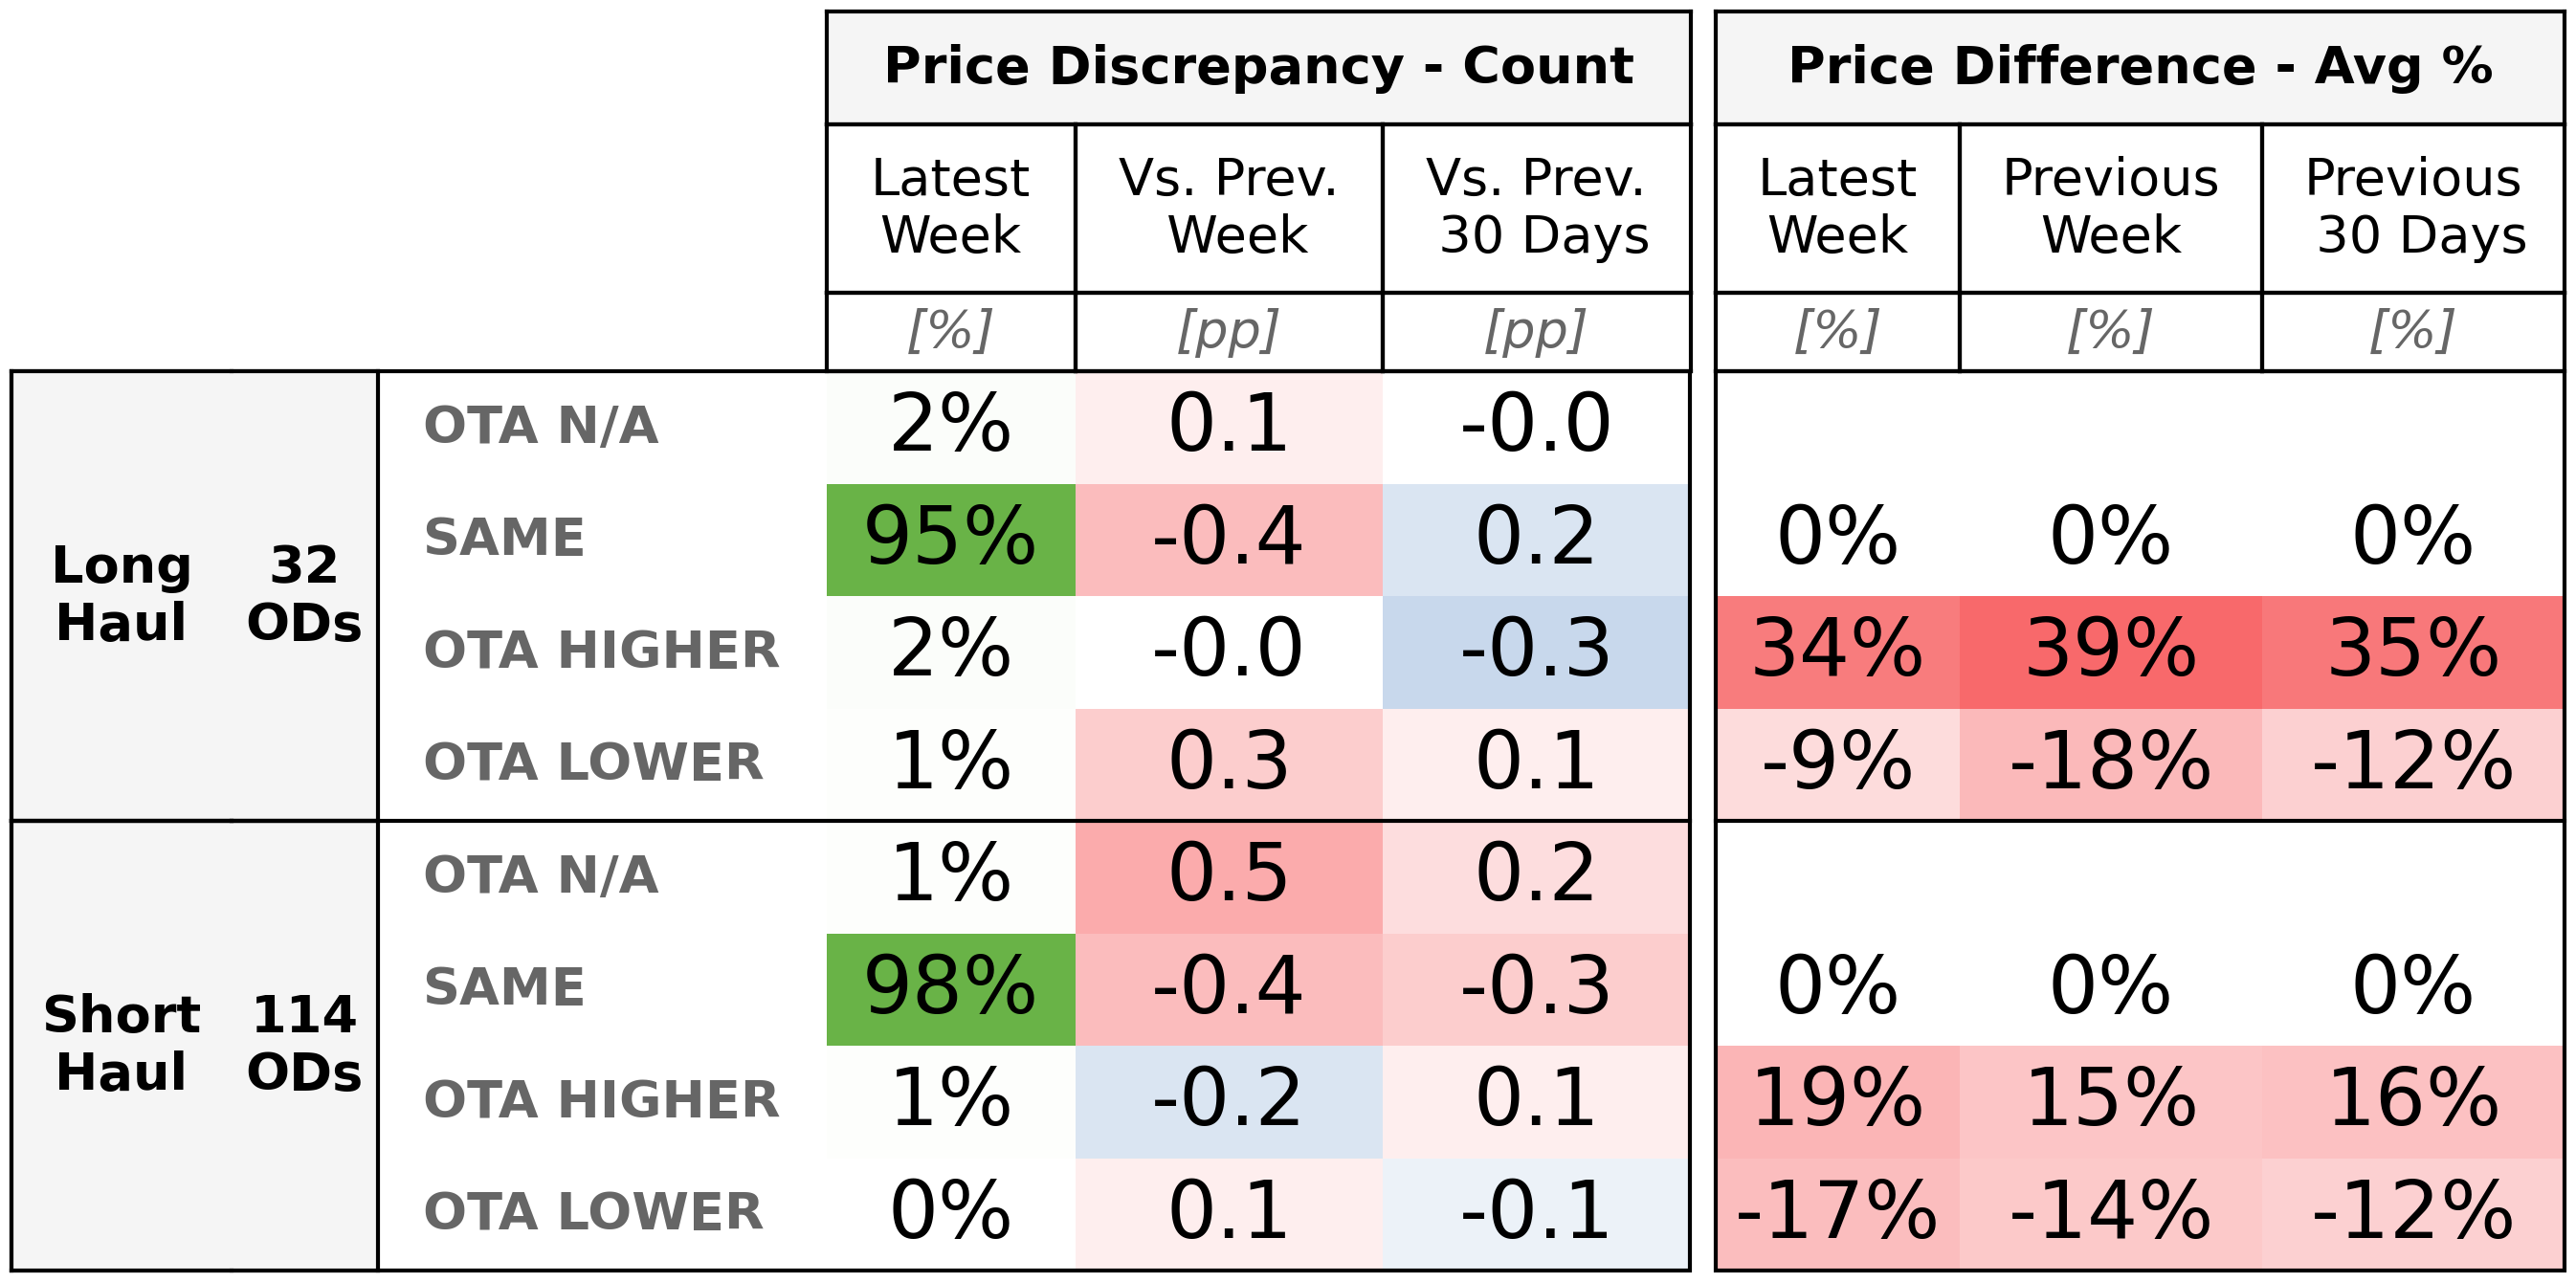 Price Discrepancy - Count Price Difference - Avg %
Latest Week Vs. Prev. Week Vs. Prev. 30 Days Latest Week Previous Week Previous 30 Days
[%] [pp] [pp] [%] [%] [%]
Long Haul 32 ODs
OTA N/A 2% 0.1 -0.0
SAME 95% -0.4 0.2 0% 0% 0%
OTA HIGHER 2% -0.0 -0.3 34% 39% 35%
OTA LOWER 1% 0.3 0.1 -9% -18% -12%
Short Haul 114 ODs
OTA N/A 1% 0.5 0.2
SAME 98% -0.4 -0.3 0% 0% 0%
OTA HIGHER 1% -0.2 0.1 19% 15% 16%
OTA LOWER 0% 0.1 -0.1 -17% -14% -12%